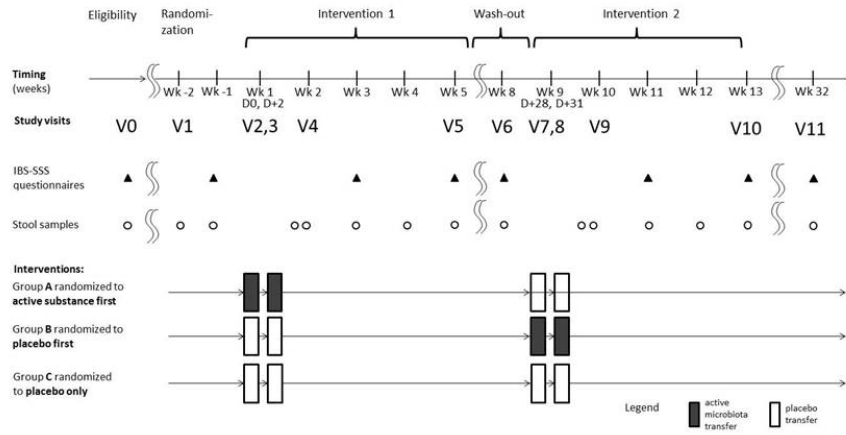 Eligibility Randomi- Intervention 1 Wash-out Intervention 2
zation
Timing
(weeks) Wk -2 Wk -1 Wk 1 Wk 2 Wk 3 Wk 4 Wk 5 Wk 8 Wk 9 Wk 10 Wk 11 Wk 12 Wk 13 Wk 32
D0, D+2 D+28, D+31
Study visits V0 V1 V2,3 V4 V5 V6 V7,8 V9 V10 V11
IBS-SSS
questionnaires
Stool samples
Interventions:
Group A randomized to
active substance first
Group B randomized to
placebo first
Group C randomized
to placebo only
Legend
active
microbiota
transfer
placebo
transfer